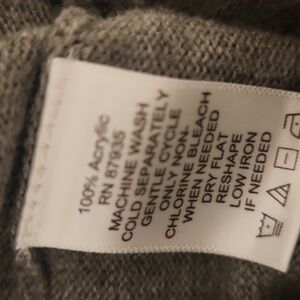 100% Acrylic
RN 87935
MACHINE WASH
COLD SEPARATELY
GENTLE CYCLE
ONLY NON-
CHLORINE BLEACH
WHEN NEEDED
DRY FLAT
RESHAPE
LOW IRON
IF NEEDED